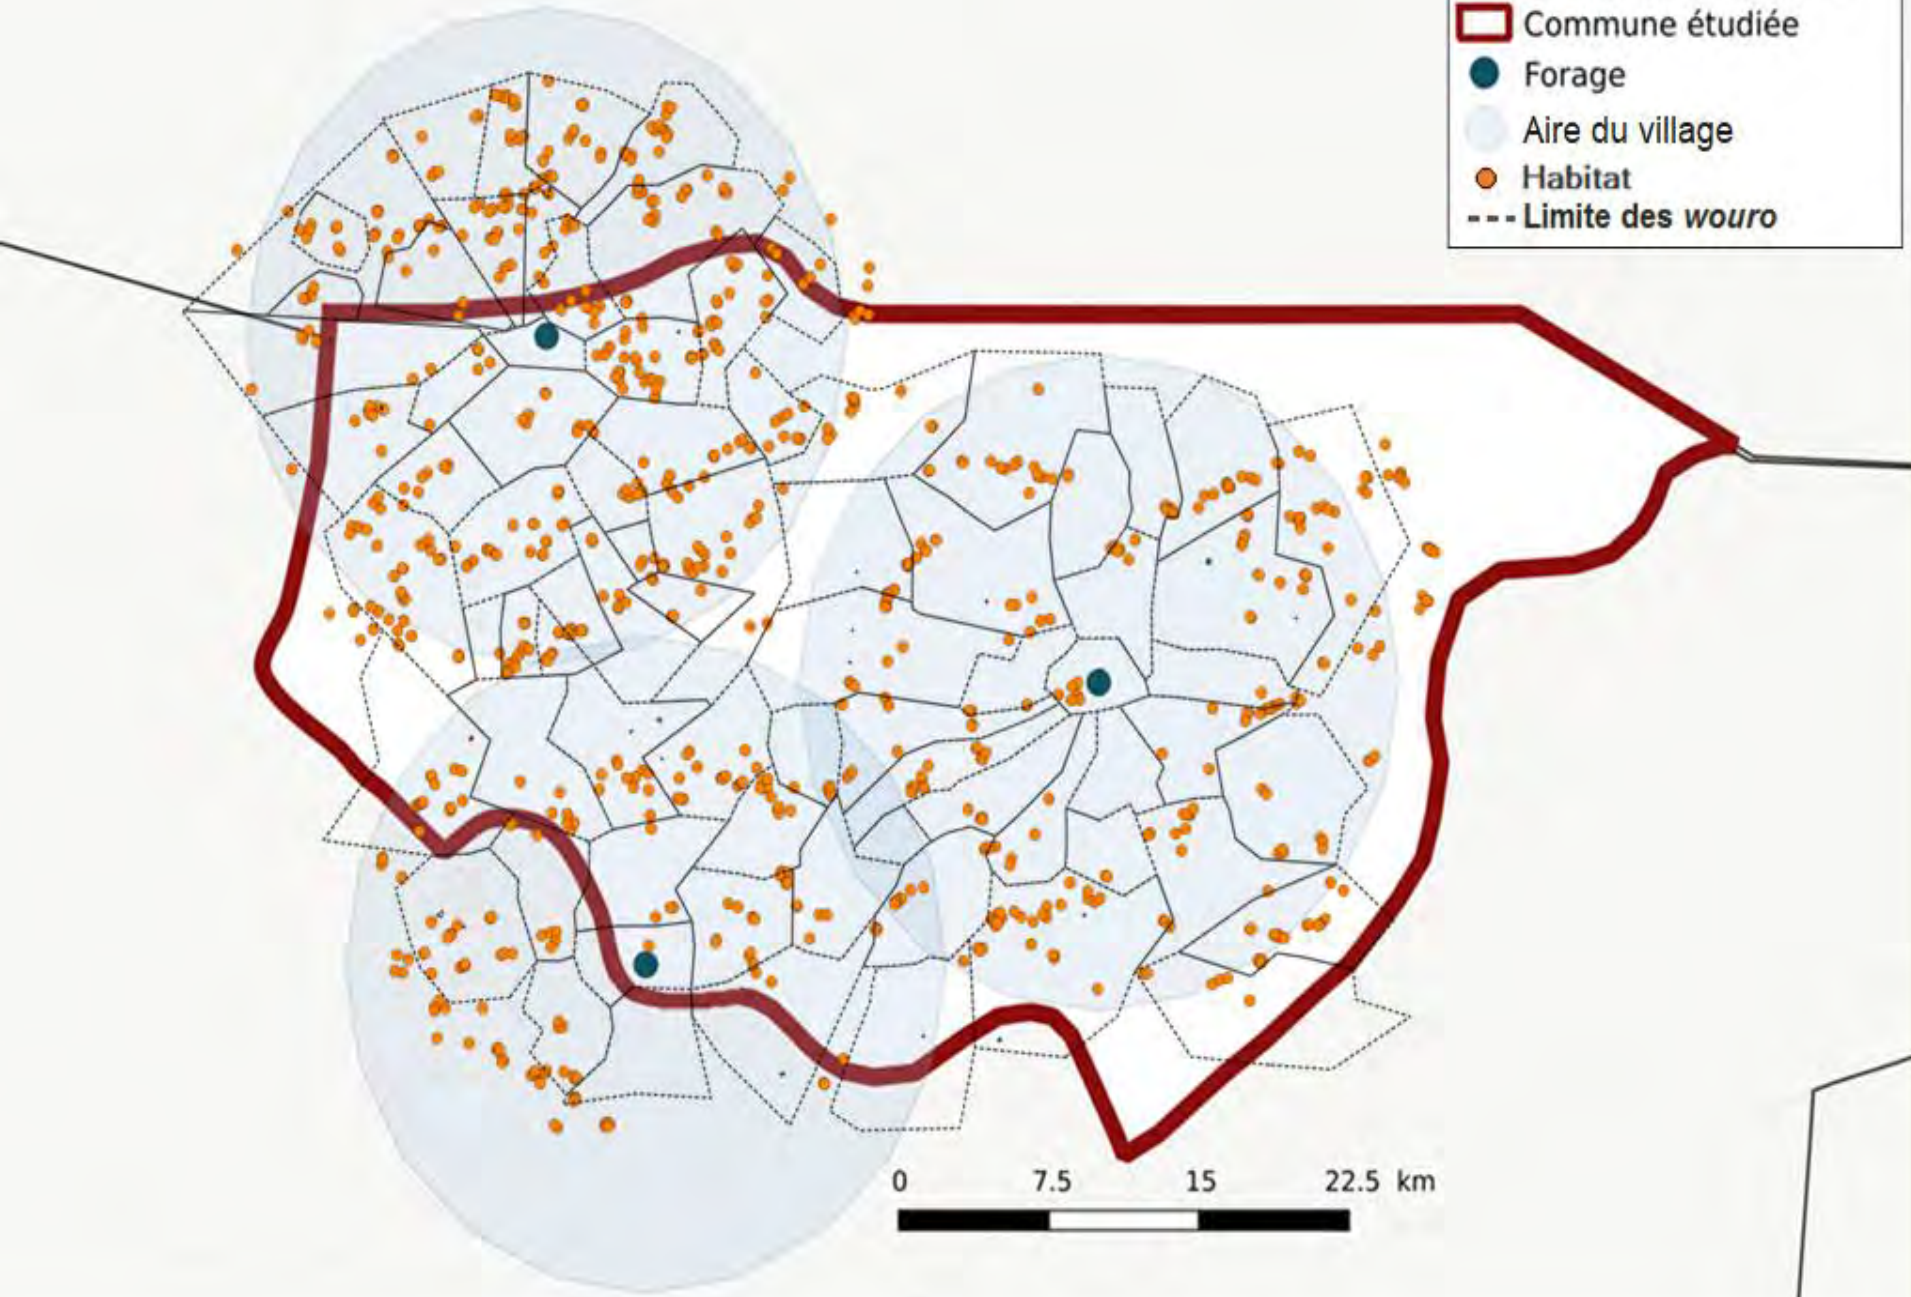 Commune étudiée
Forage
Aire du village
Habitat
Limite des wouro
0 7.5 15 22.5 km